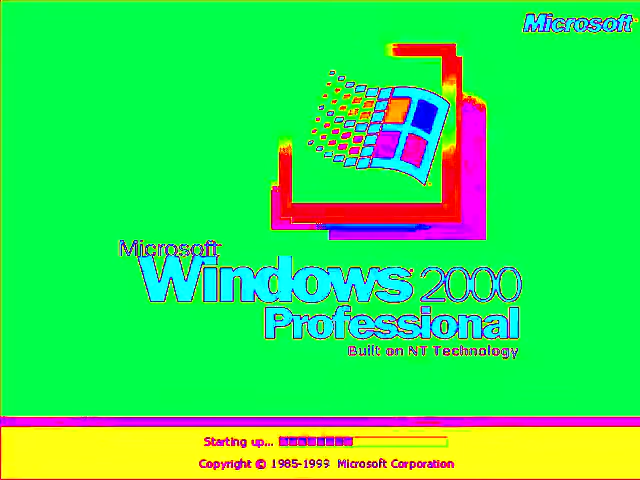 Microsoft
Microsoft
Windows 2000
Professional
Built on NT Technology
Starting up...
Copyright © 1985-1999 Microsoft Corporation